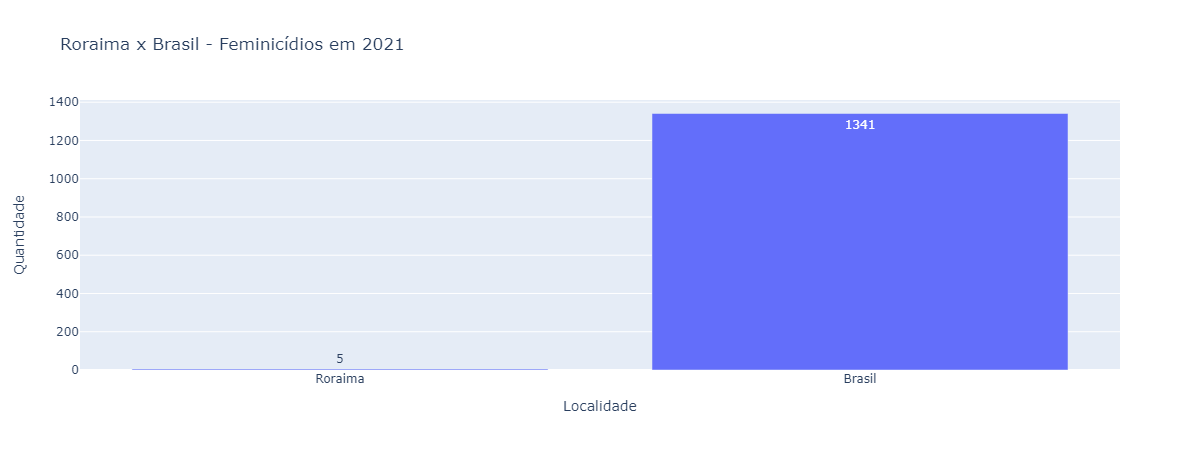 Roraima x Brasil - Feminicídios em 2021
Quantidade
1400
1200
1000
800
600
400
200
0
5
1341
Roraima
Brasil
Localidade